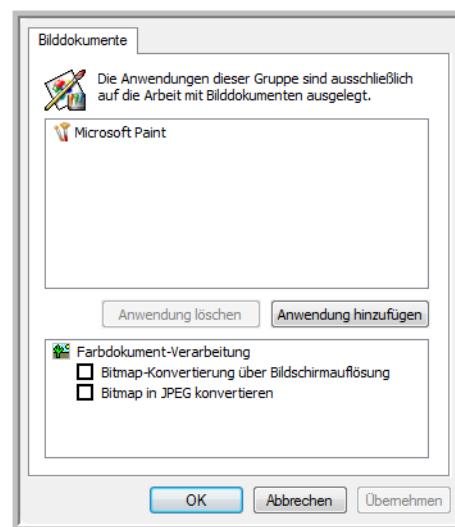 Bilddokumente
Die Anwendungen dieser Gruppe sind ausschließlich
auf die Arbeit mit Bilddokumenten ausgelegt.
Microsoft Paint
Anwendung löschen
Anwendung hinzufügen
Farbdokument-Verarbeitung
Bitmap-Konvertierung über Bildschirmauflösung
Bitmap in JPEG konvertieren
OK
Abbrechen
Übernehmen